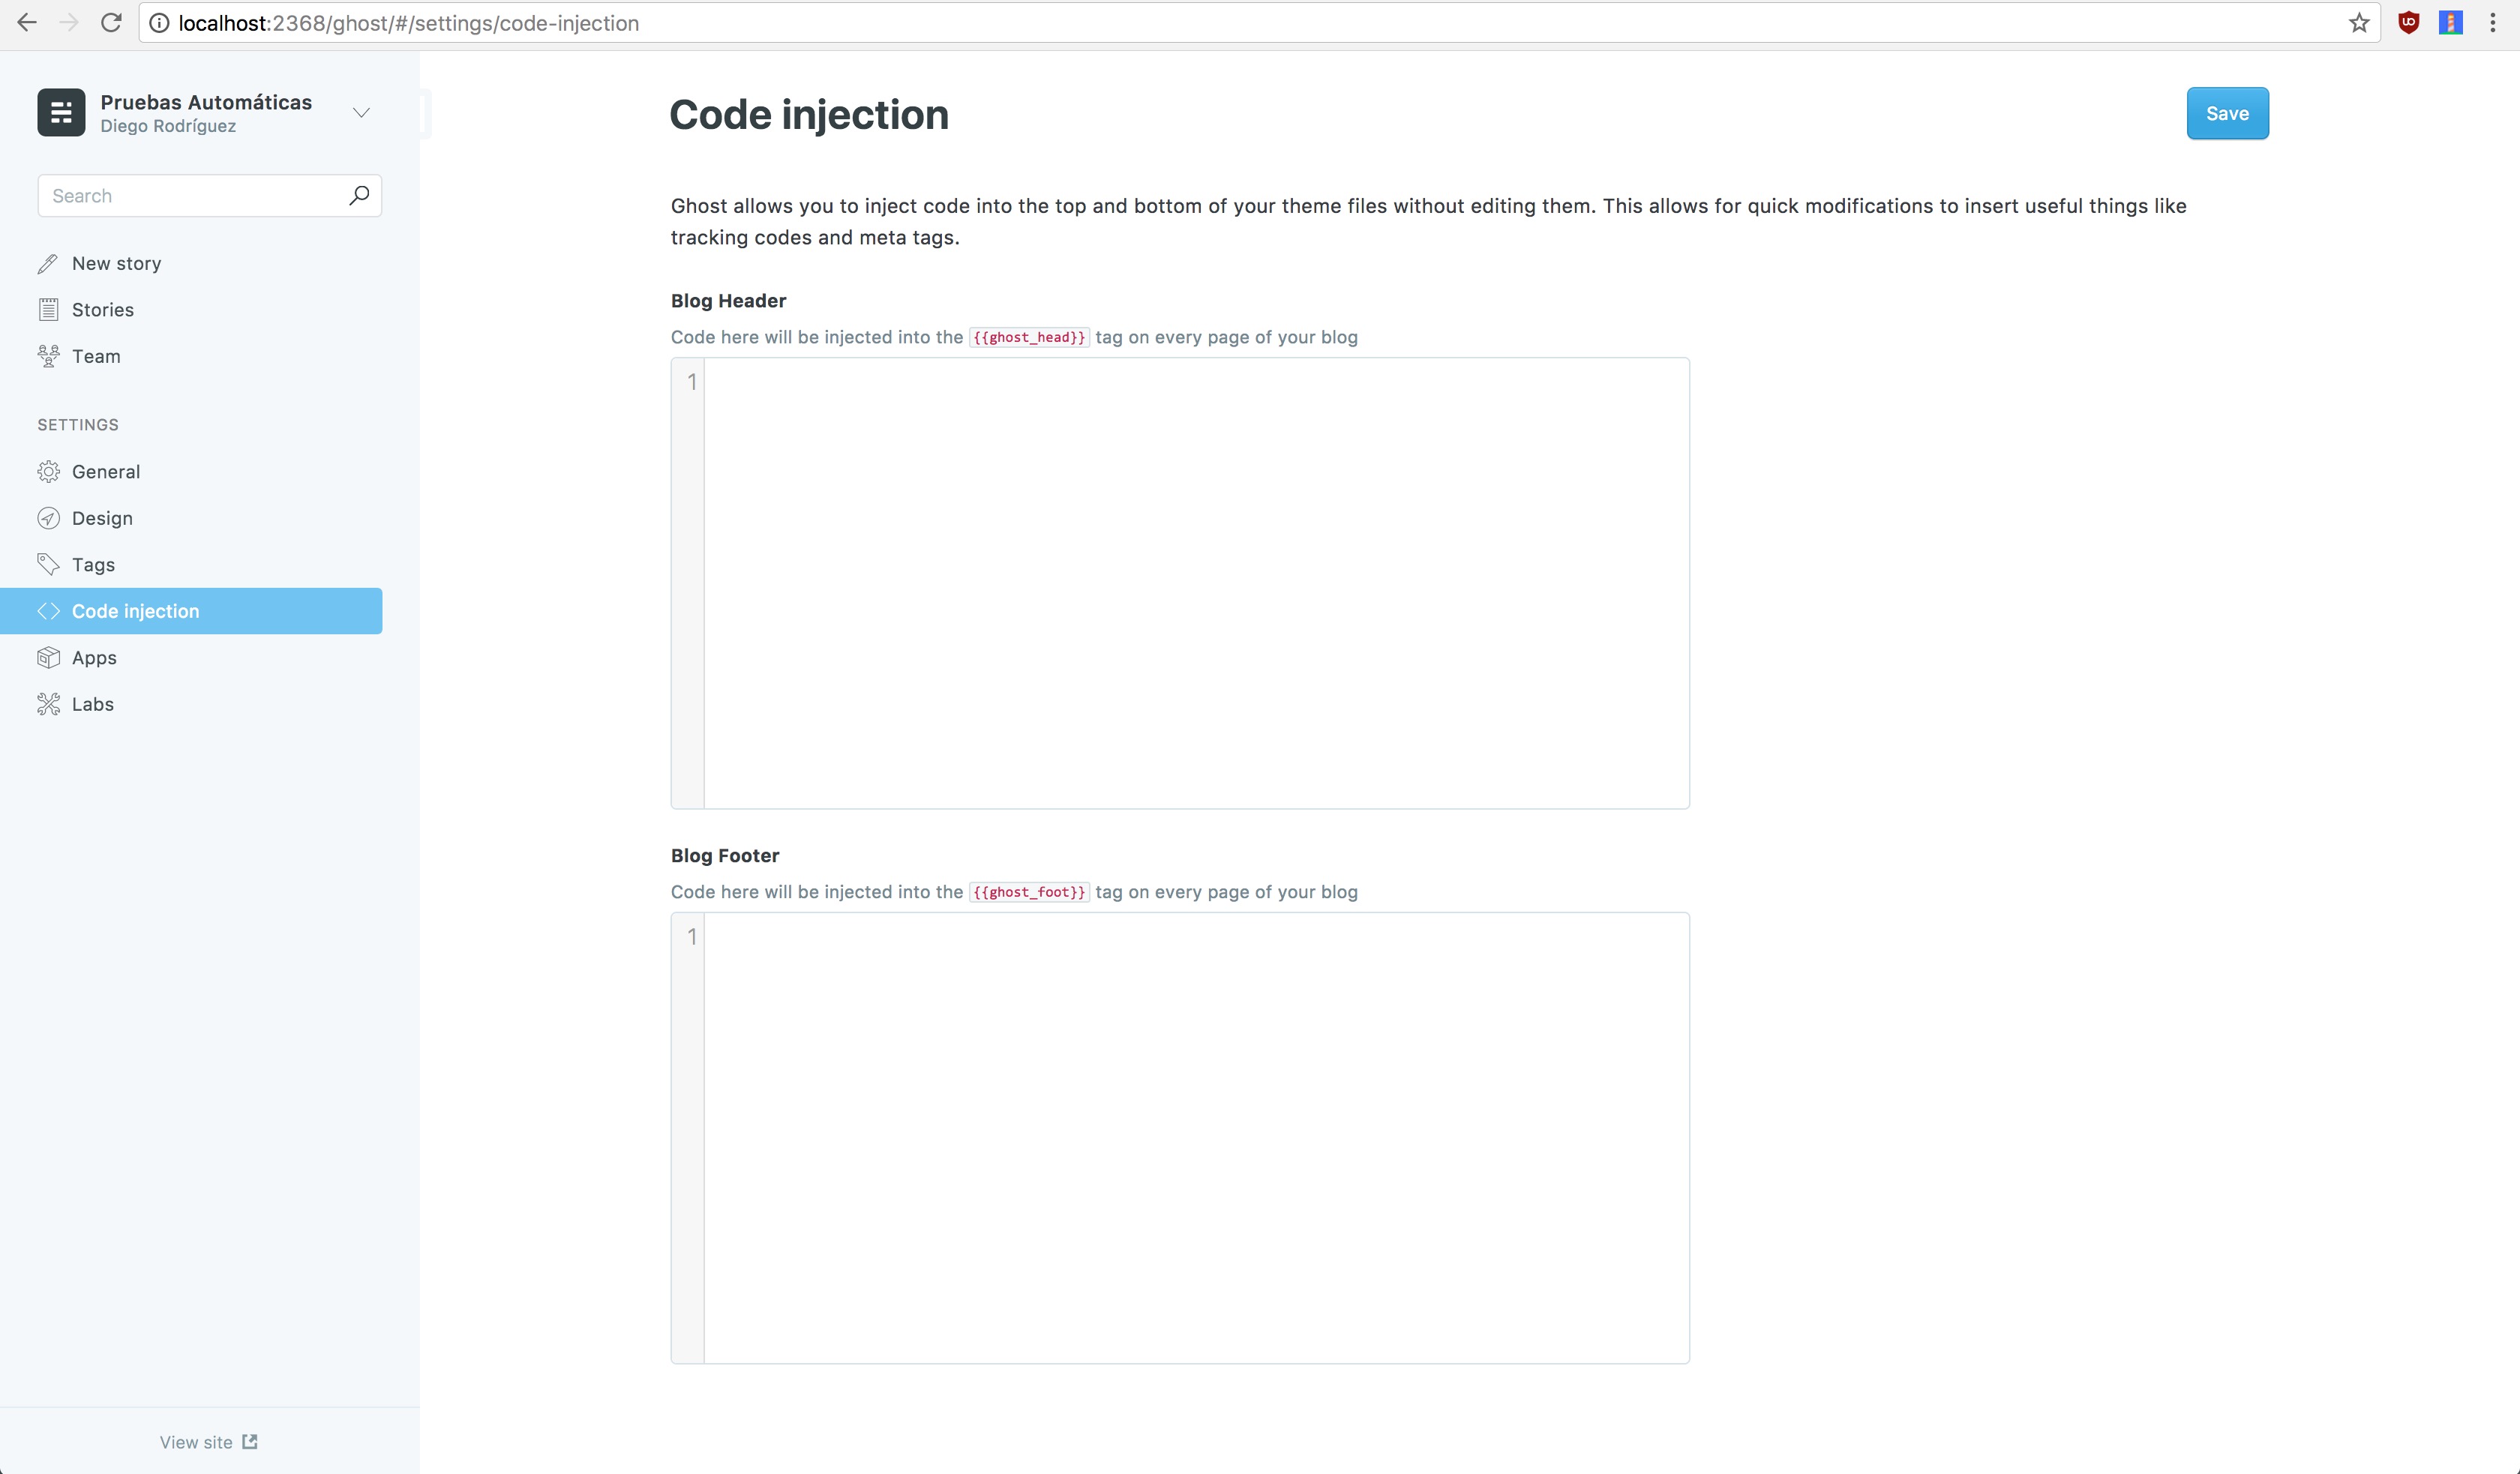 localhost:2368/ghost/#/settings/code-injection
Pruebas Automáticas
Diego Rodríguez
Search
New story
Stories
Team
SETTINGS
General
Design
Tags
Code injection
Apps
Labs
View site
Code injection
Save
Ghost allows you to inject code into the top and bottom of your theme files without editing them. This allows for quick modifications to insert useful things like
tracking codes and meta tags.
Blog Header
Code here will be injected into the {{ghost_head}} tag on every page of your blog
1
Blog Footer
Code here will be injected into the {{ghost_foot}} tag on every page of your blog
1